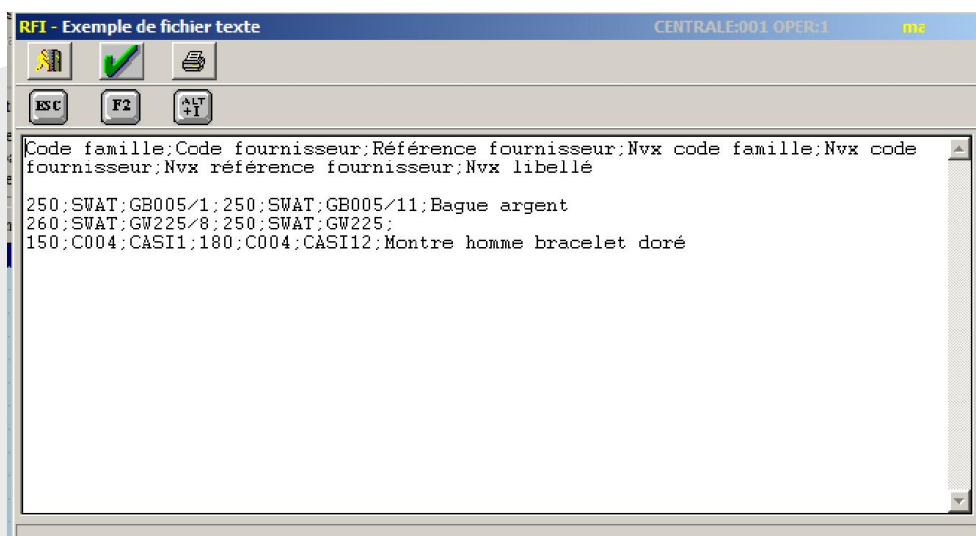 RFI - Exemple de fichier texte CENTRALE:001 OPER:1 ma
ESC F2 ALT+I
Code famille;Code fournisseur;Référence fournisseur;Nvx code famille;Nvx code
fournisseur;Nvx référence fournisseur;Nvx libellé
250;SWAT;GB005/1;250;SWAT;GB005/11;Bague argent
260;SWAT;GW225/8;250;SWAT;GW225;
150;C004;CASI1;180;C004;CASI12;Montre homme bracelet doré